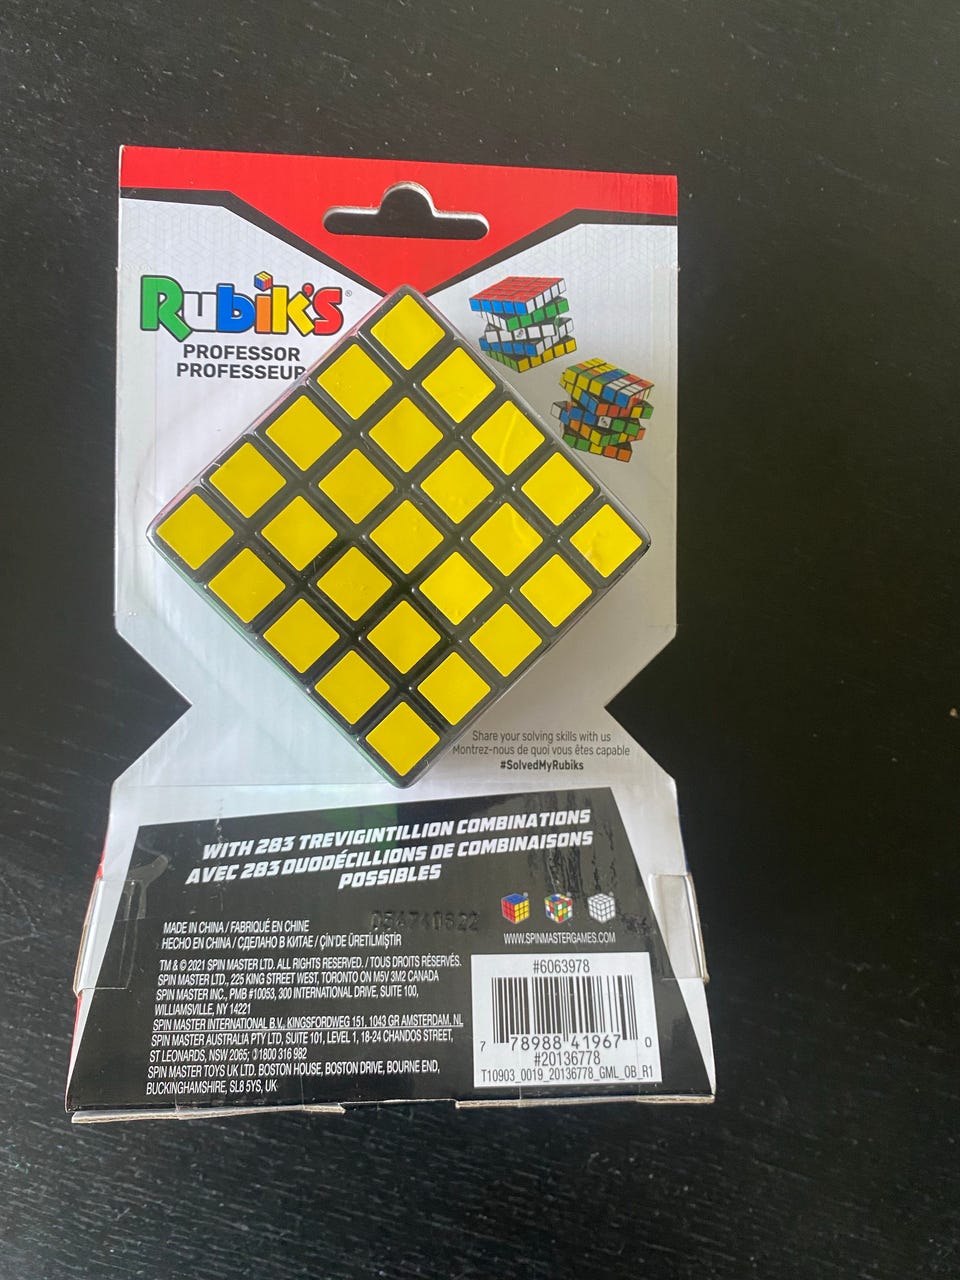 RUBIK'S®
PROFESSOR
PROFESSEUR
Share your solving skills with us
Montrez-nous de quoi vous êtes capable
#SolvedMyRubiks
WITH 283 TREVIGINTILLION COMBINATIONS
AVEC 283 DUODÉCILLIONS DE COMBINAISONS
POSSIBLES
MADE IN CHINA / FABRIQUÉ EN CHINE
HECHO EN CHINA / СДЕЛАНО В КИТАЕ / ÇİN'DE ÜRETİLMİŞTİR
WWW.SPINMASTERGAMES.COM
TM & © 2021 SPIN MASTER LTD. ALL RIGHTS RESERVED. / TOUS DROITS RÉSERVÉS.
SPIN MASTER LTD., 225 KING STREET WEST, TORONTO ON M5V 3M2 CANADA
SPIN MASTER INC., PMB #10053, 300 INTERNATIONAL DRIVE, SUITE 100,
WILLIAMSVILLE, NY 14221
SPIN MASTER INTERNATIONAL B.V., KINGSFORDWEG 151, 1043 GR AMSTERDAM, NL
SPIN MASTER AUSTRALIA PTY LTD, SUITE 101, LEVEL 1, 18-24 CHANDOS STREET,
ST LEONARDS, NSW 2065; 1800 316 982
SPIN MASTER TOYS UK LTD. BOSTON HOUSE, BOSTON DRIVE, BOURNE END,
BUCKINGHAMSHIRE, SL8 5YS, UK
#6063978
7 78988 41967 0
#20136778
T10903_0019_20136778_GML_OB_R1